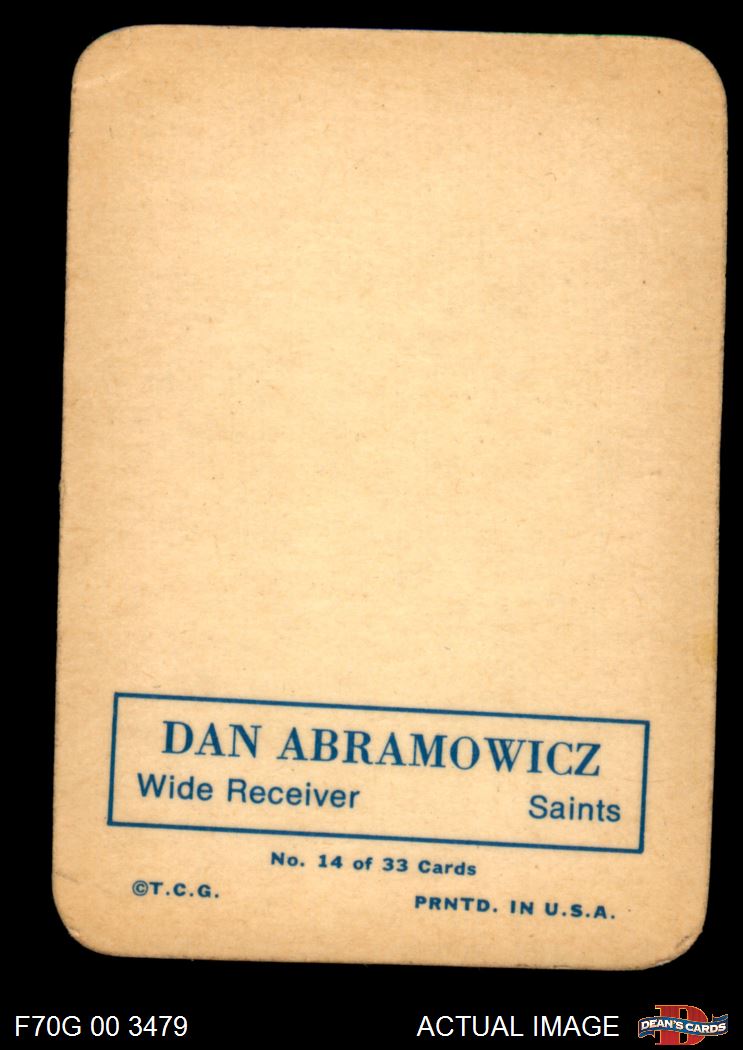 DAN ABRAMOWICZ
Wide Receiver Saints
No. 14 of 33 Cards
©T.C.G. PRNTD. IN U.S.A.
F70G 00 3479 ACTUAL IMAGE DEAN'S CARDS